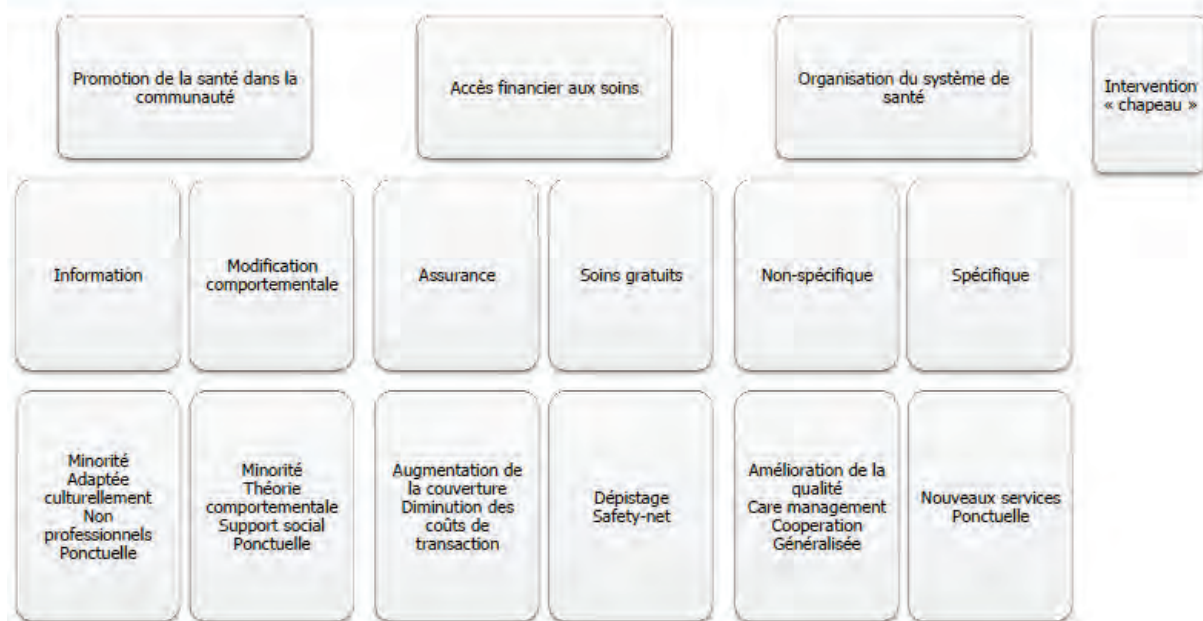 Promotion de la santé dans la
communauté
Accès financier aux soins
Organisation du système de
santé
Intervention
« chapeau »
Information
Modification
comportementale
Assurance
Soins gratuits
Non-spécifique
Spécifique
Minorité
Adaptée
culturellement
Non
professionnels
Ponctuelle
Minorité
Théorie
comportementale
Support social
Ponctuelle
Augmentation de
la couverture
Diminution des
coûts de
transaction
Dépistage
Safety-net
Amélioration de la
qualité
Care management
Cooperation
Généralisée
Nouveaux services
Ponctuelle